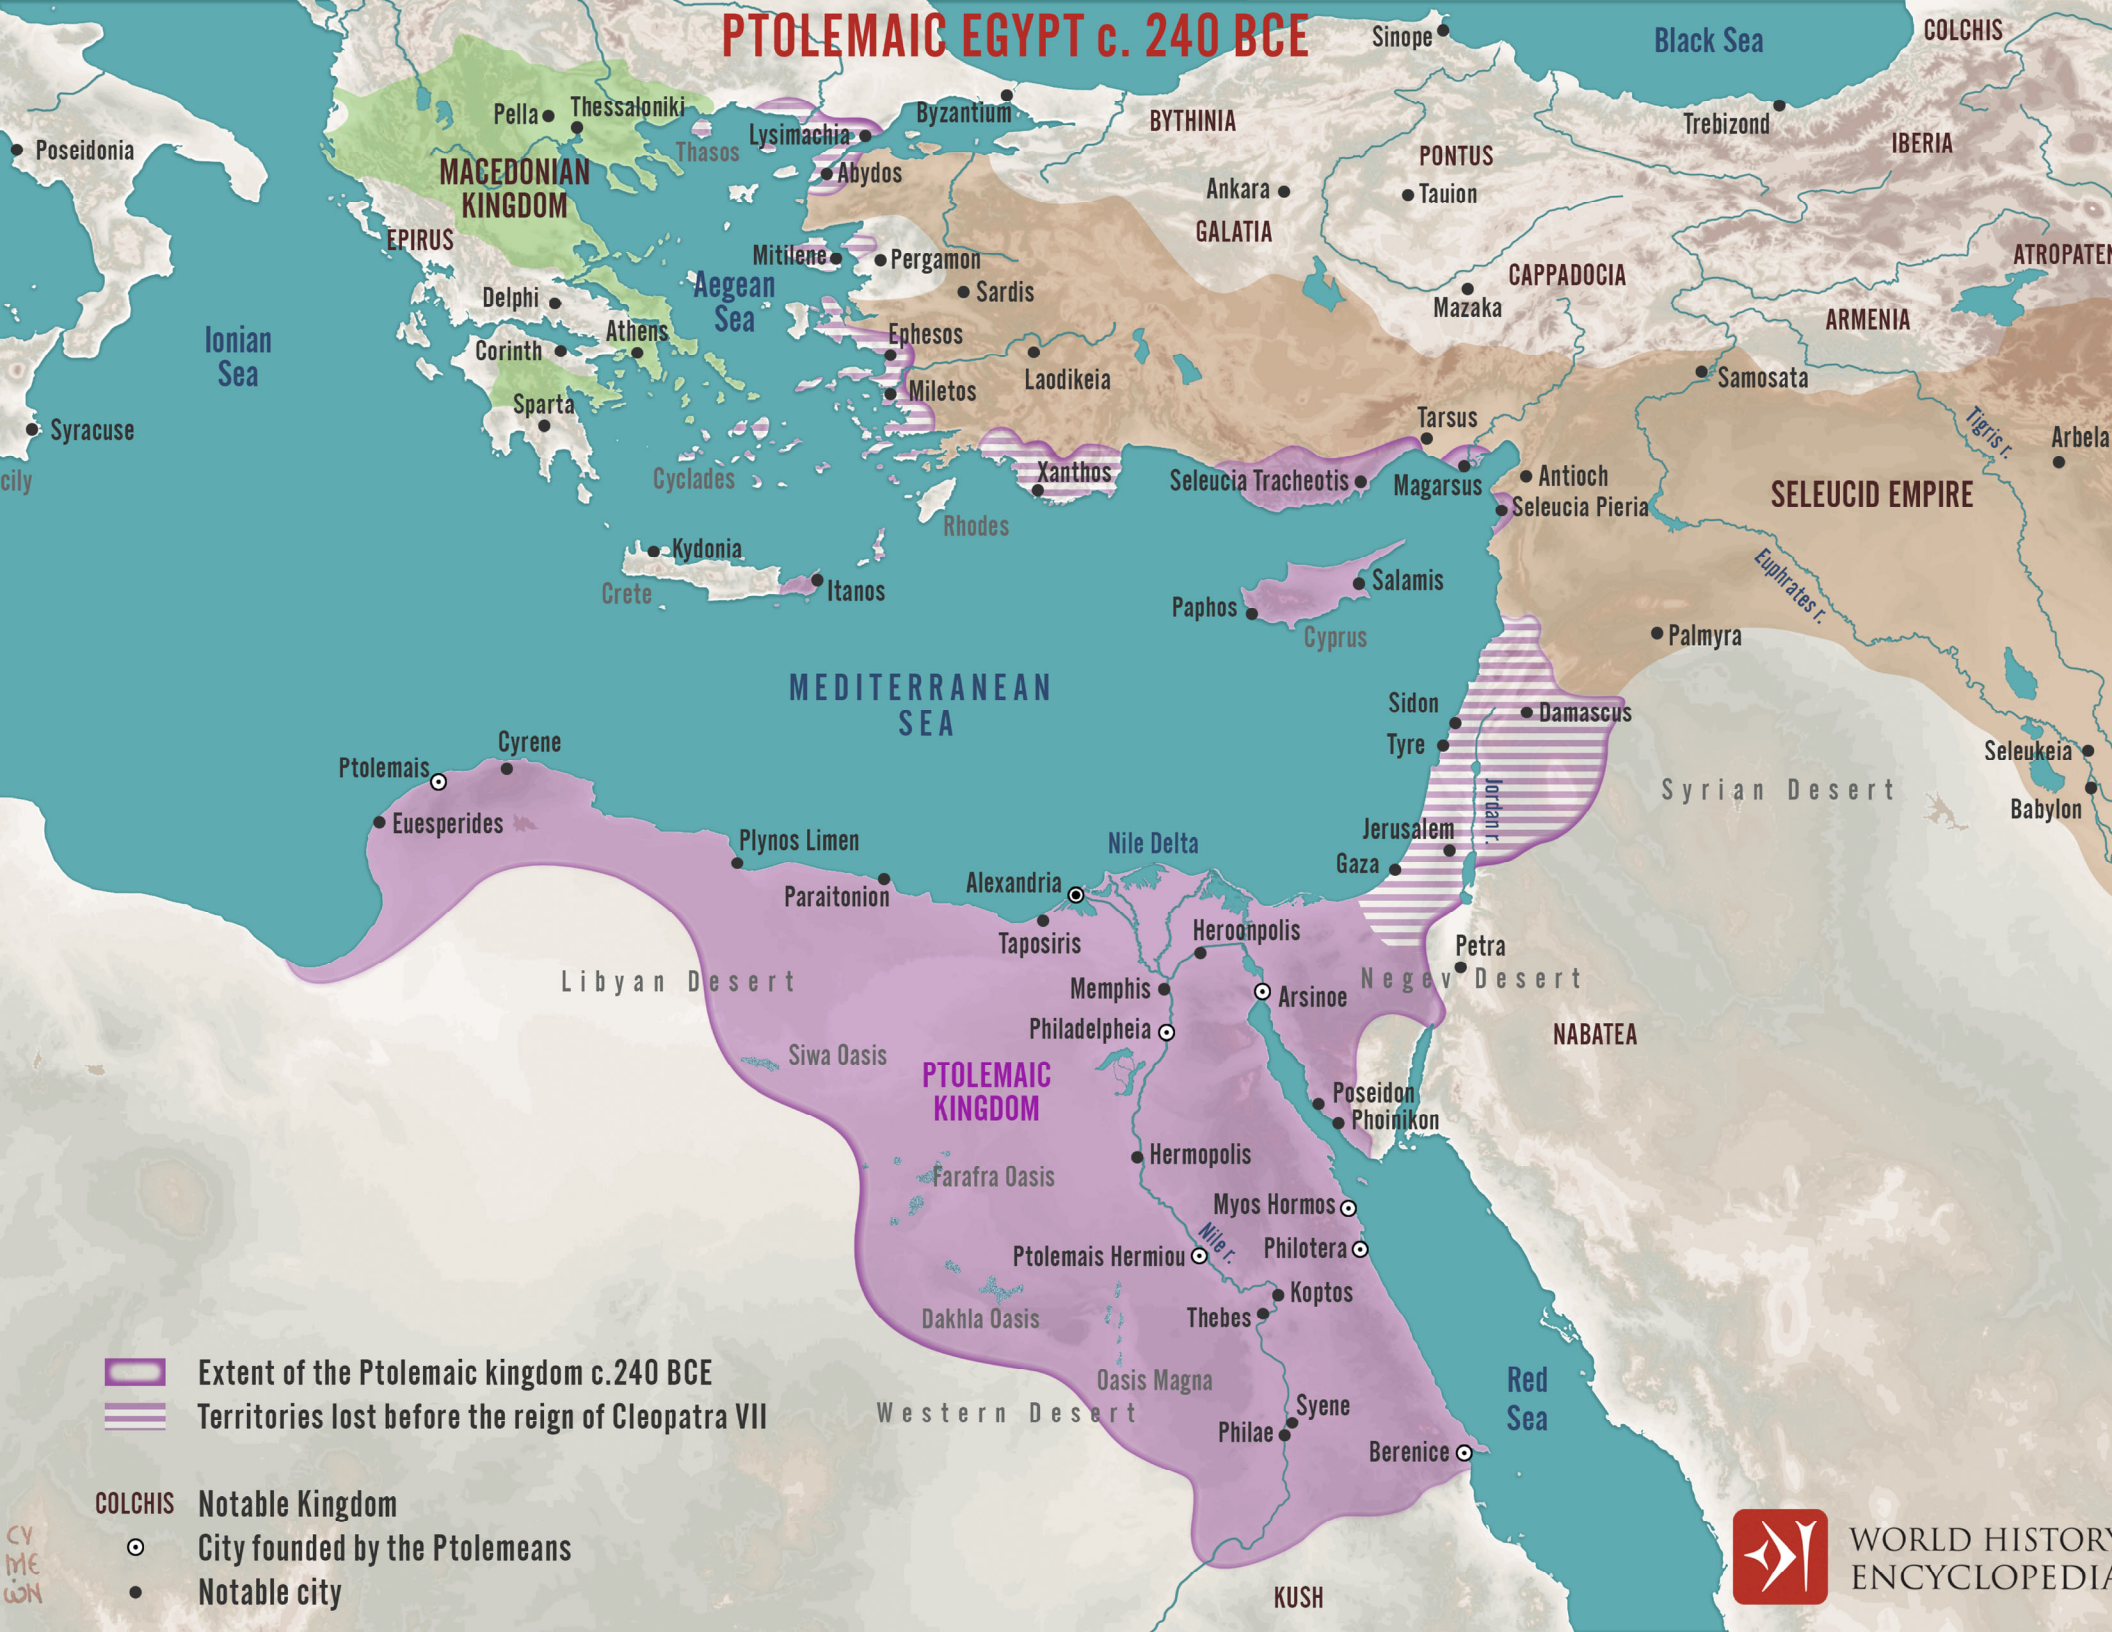 PTOLEMAIC EGYPT c. 240 BCE
Sinope
Black Sea
COLCHIS
Pella
Thessaloniki
Byzantium
BYTHINIA
Trebizond
IBERIA
Poseidonia
Thasos
Lysimachia
PONTUS
MACEDONIAN
KINGDOM
Abydos
Ankara
Tauion
EPIRUS
GALATIA
Mitilene
Pergamon
ATROPATEN
Aegean
Sea
CAPPADOCIA
Delphi
Sardis
Mazaka
ARMENIA
Ionian
Sea
Athens
Ephesos
Corinth
Laodikeia
Samosata
Miletos
Sparta
Tarsus
Tigris r.
Arbela
Syracuse
cily
Cyclades
Xanthos
Seleucia Tracheotis
Magarsus
Antioch
SELEUCID EMPIRE
Seleucia Pieria
Rhodes
Kydonia
Crete
Itanos
Salamis
Paphos
Cyprus
Euphrates r.
Palmyra
MEDITERRANEAN
SEA
Sidon
Damascus
Tyre
Cyrene
Ptolemais
Seleukeia
Syrian Desert
Babylon
Jordan r.
Euesperides
Plynos Limen
Nile Delta
Jerusalem
Gaza
Paraitonion
Alexandria
Taposiris
Heroonpolis
Petra
Libyan Desert
Negev Desert
Memphis
Arsinoe
Philadelpheia
NABATEA
Siwa Oasis
PTOLEMAIC
KINGDOM
Poseidon
Phoinikon
Hermopolis
Farafra Oasis
Myos Hormos
Nile r.
Ptolemais Hermiou
Philotera
Koptos
Thebes
Dakhla Oasis
Oasis Magna
Red
Sea
Western Desert
Syene
Philae
Berenice
KUSH
Extent of the Ptolemaic kingdom c.240 BCE
Territories lost before the reign of Cleopatra VII
COLCHIS Notable Kingdom
City founded by the Ptolemeans
Notable city
CY
ME
ON
WORLD HISTORY
ENCYCLOPEDIA